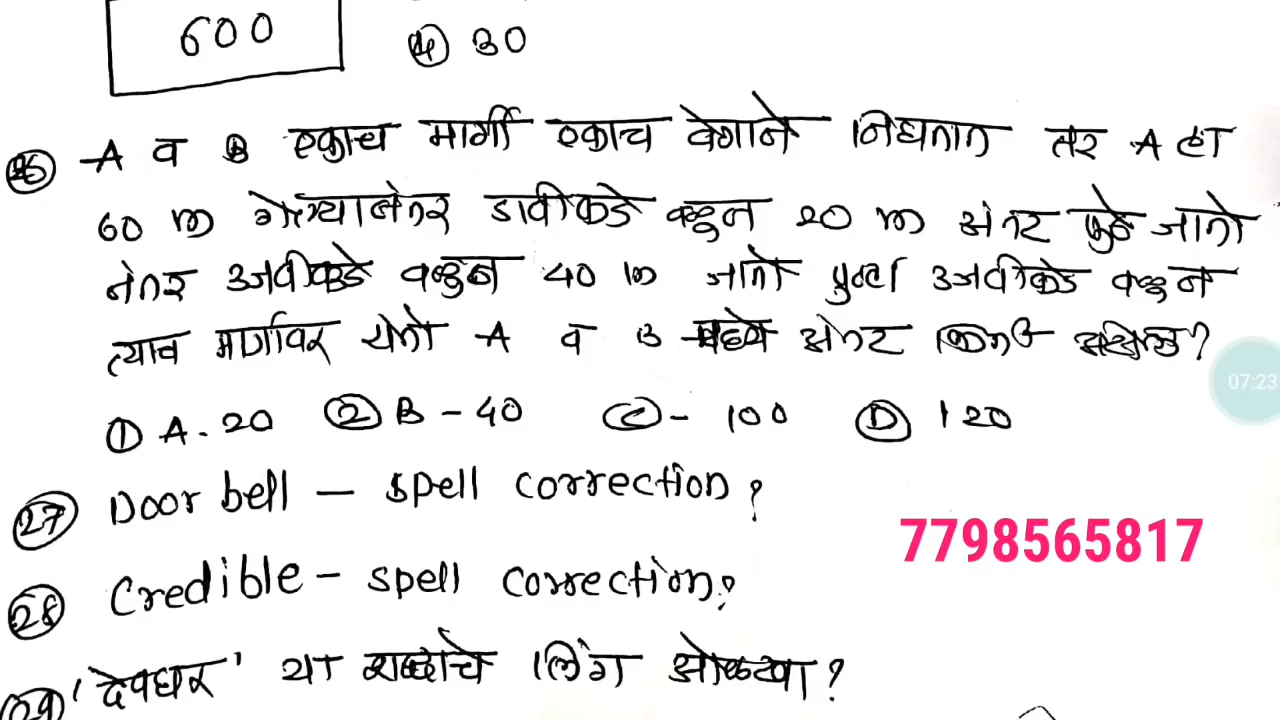 600
④ 30
26 A व B एकाच मार्गी एकाच वेगाने निघतात तर A हा
60 m गेल्यानंतर डावीकडे वळून 20 m अंतर पुढे जातो
नंतर उजवीकडे वळून 40 m जातो पुन्हा उजवीकडे वळून
त्याच मार्गावर येतो A व B मध्ये अंतर किती असेल?
① A - 20 ② B - 40 Ⓒ - 100 Ⓓ 120
07:23
27 Door bell - spell correction?
7798565817
28 Credible - spell correction?
29 'देवघर' या शब्दाचे लिंग ओळखा?